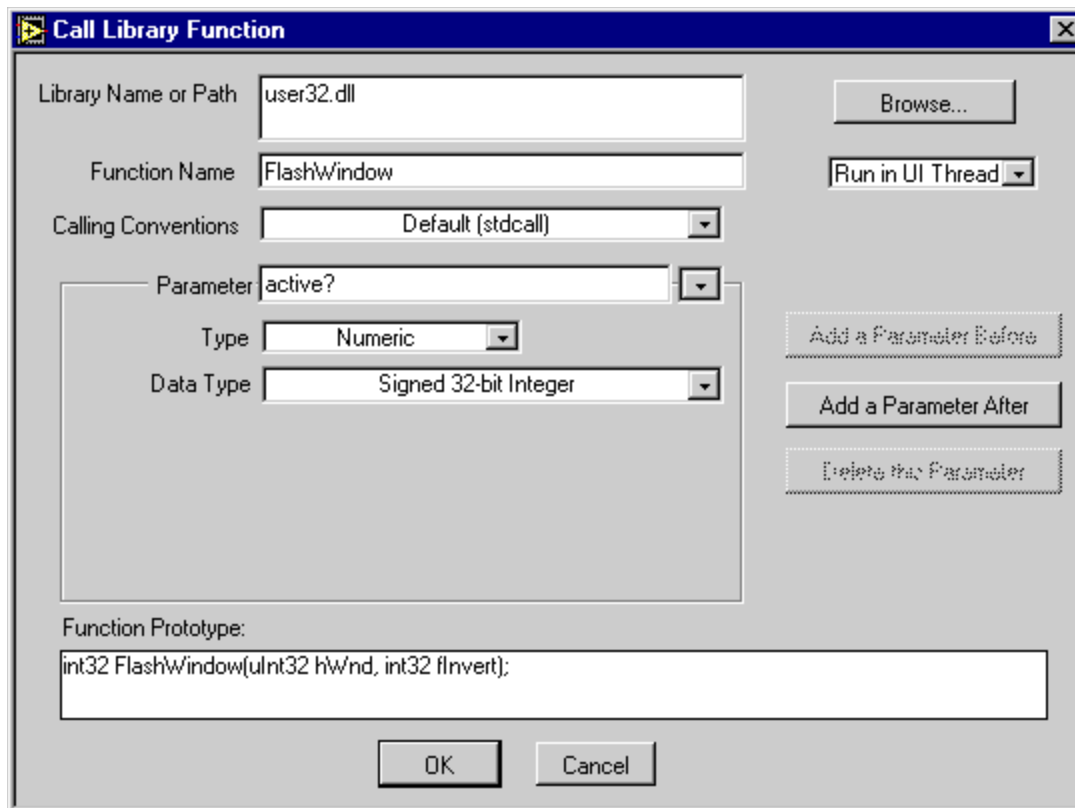 Call Library Function
Library Name or Path user32.dll
Browse...
Function Name FlashWindow
Run in UI Thread
Calling Conventions Default (stdcall)
Parameter active?
Type Numeric
Add a Parameter Before
Data Type Signed 32-bit Integer
Add a Parameter After
Delete this Parameter
Function Prototype:
int32 FlashWindow(uInt32 hWnd, int32 fInvert);
OK Cancel